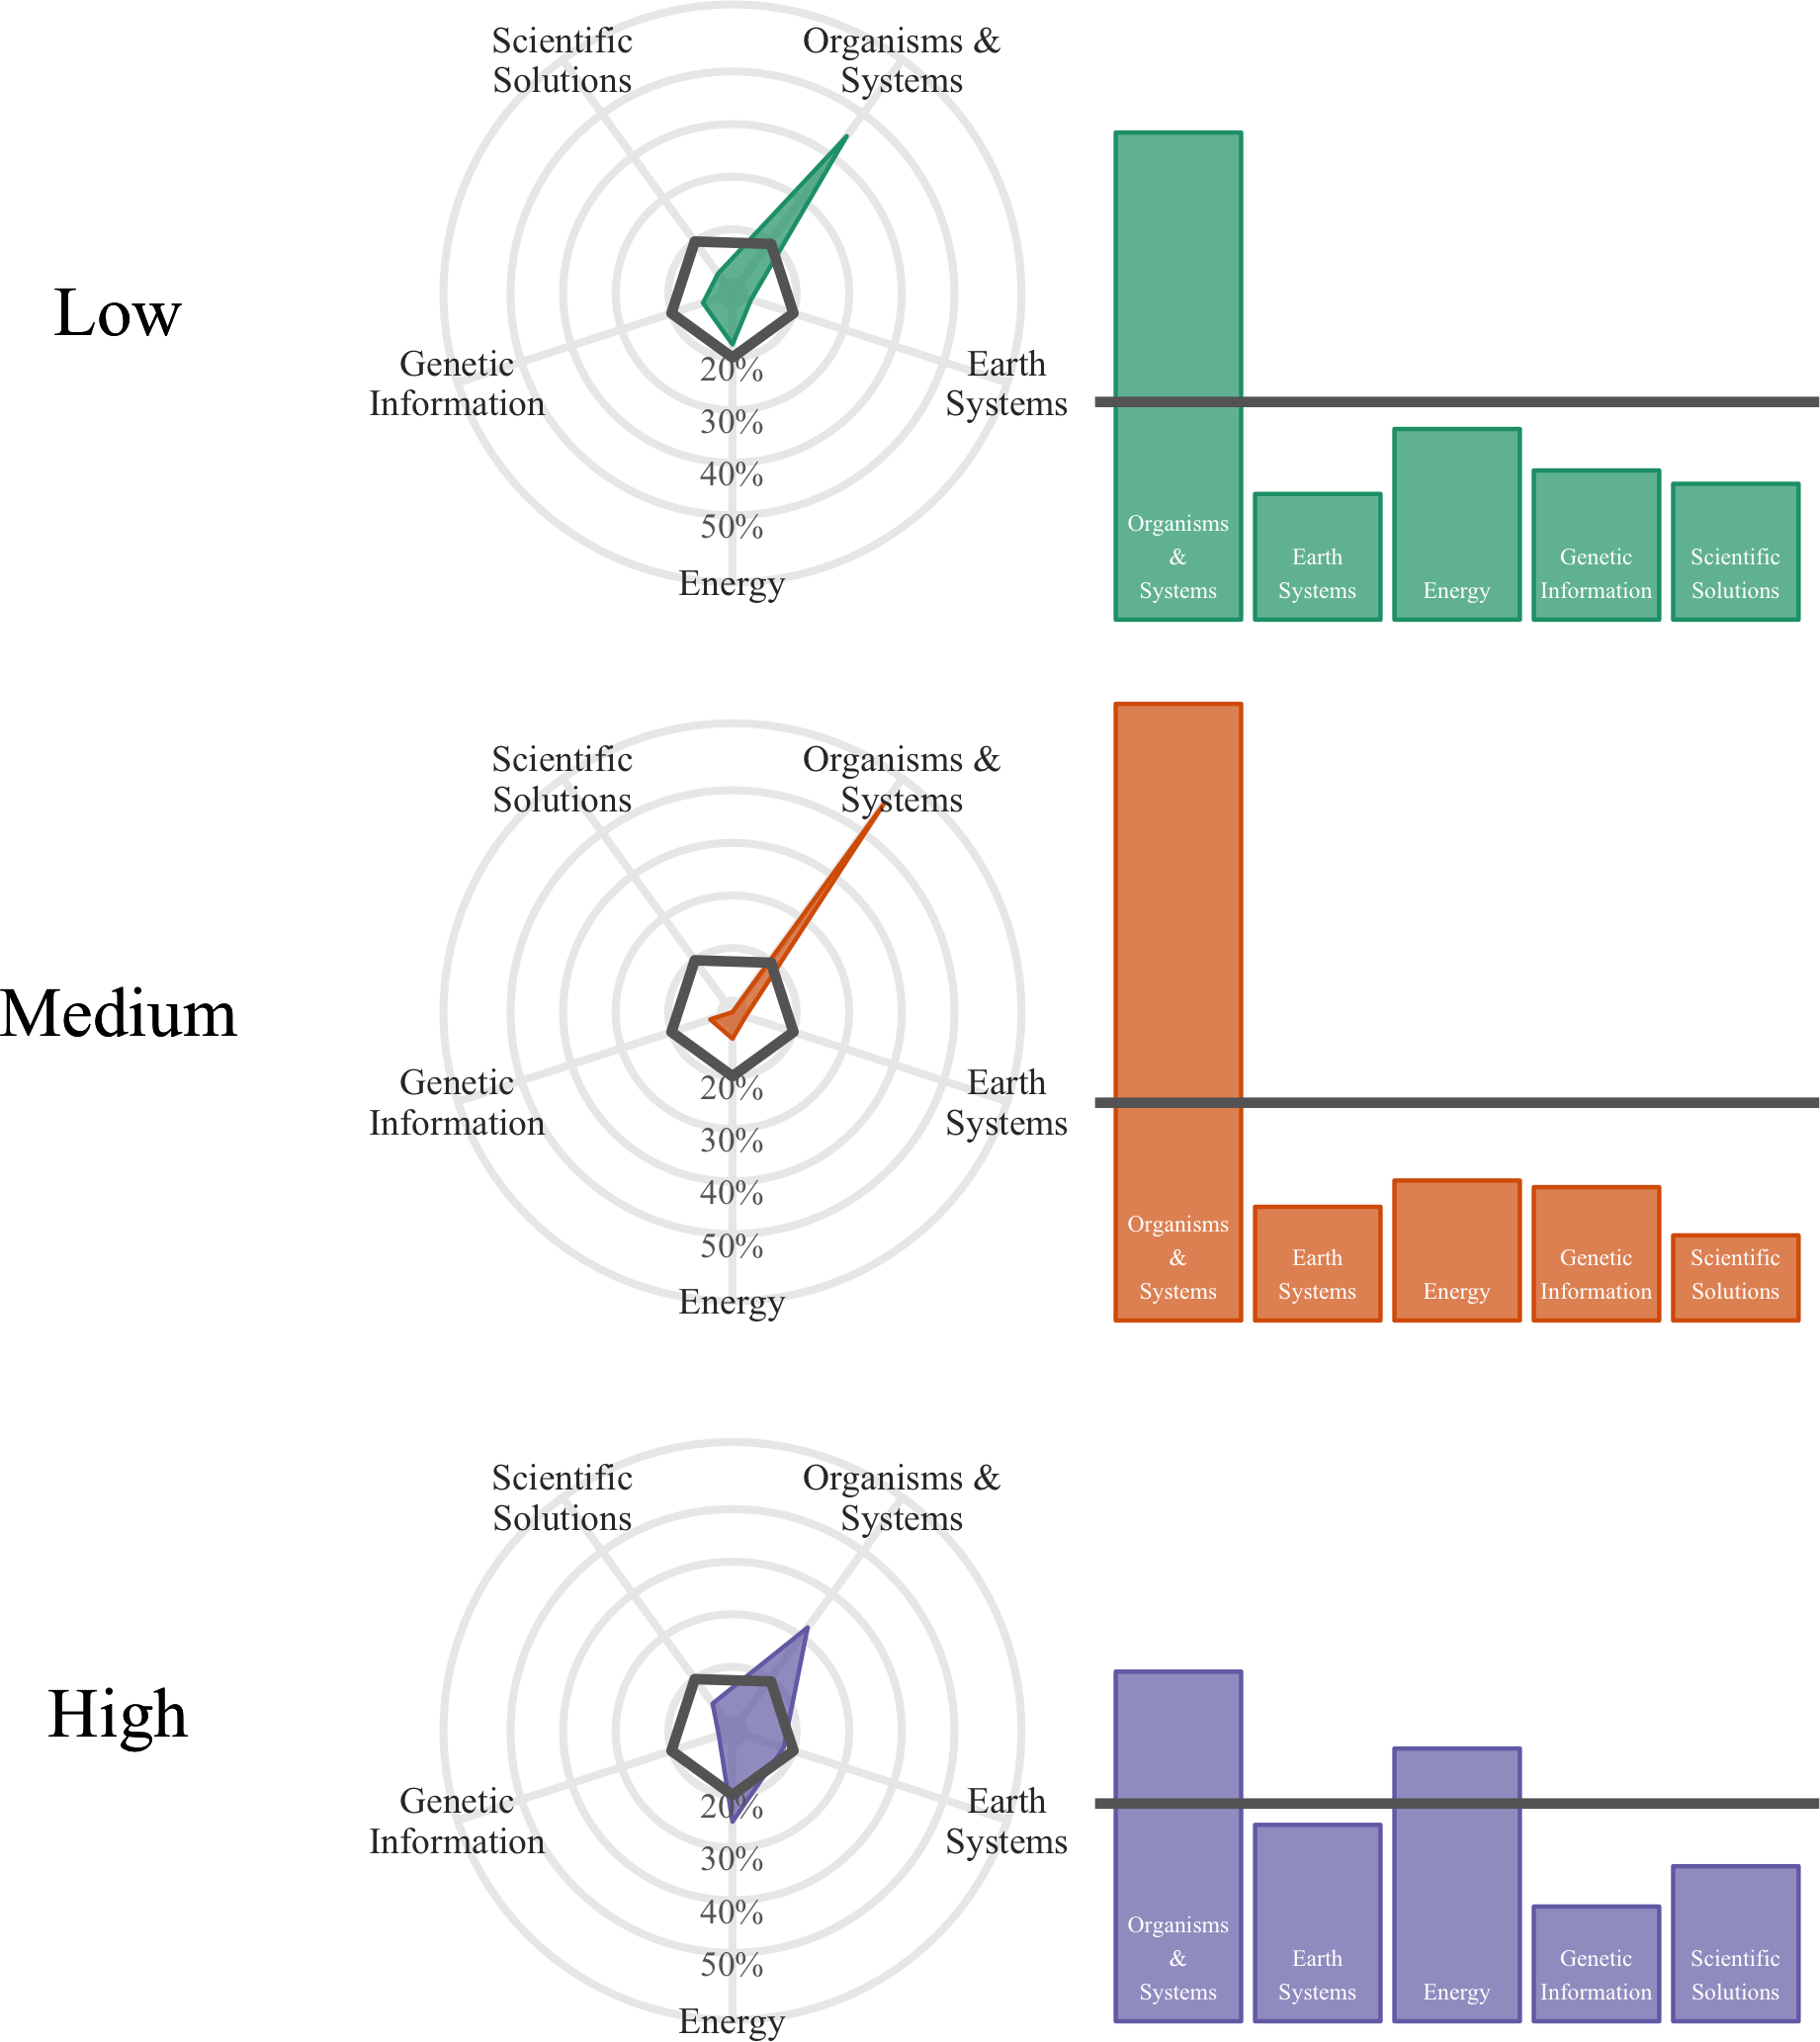 Low
Scientific
Solutions
Organisms &
Systems
Genetic
Information
Earth
Systems
20%
30%
40%
50%
Energy
Organisms
&
Systems
Earth
Systems
Energy
Genetic
Information
Scientific
Solutions
Medium
Scientific
Solutions
Organisms &
Systems
Genetic
Information
Earth
Systems
20%
30%
40%
50%
Energy
Organisms
&
Systems
Earth
Systems
Energy
Genetic
Information
Scientific
Solutions
High
Scientific
Solutions
Organisms &
Systems
Genetic
Information
Earth
Systems
20%
30%
40%
50%
Energy
Organisms
&
Systems
Earth
Systems
Energy
Genetic
Information
Scientific
Solutions